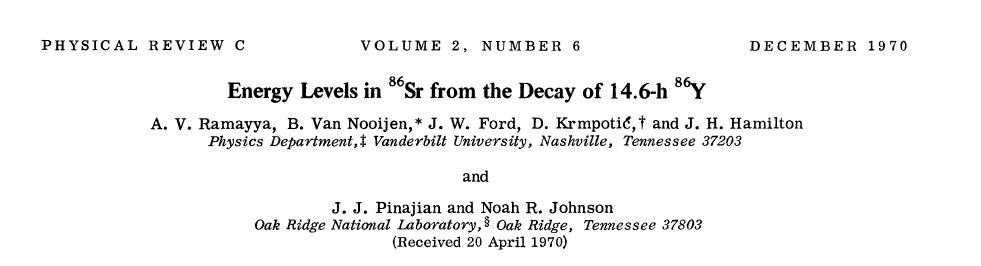 PHYSICAL REVIEW C VOLUME 2, NUMBER 6 DECEMBER 1970
Energy Levels in ⁸⁶Sr from the Decay of 14.6-h ⁸⁶Y
A. V. Ramayya, B. Van Nooijen,* J. W. Ford, D. Krmpotić,† and J. H. Hamilton
Physics Department,‡ Vanderbilt University, Nashville, Tennessee 37203
and
J. J. Pinajian and Noah R. Johnson
Oak Ridge National Laboratory,§ Oak Ridge, Tennessee 37803
(Received 20 April 1970)